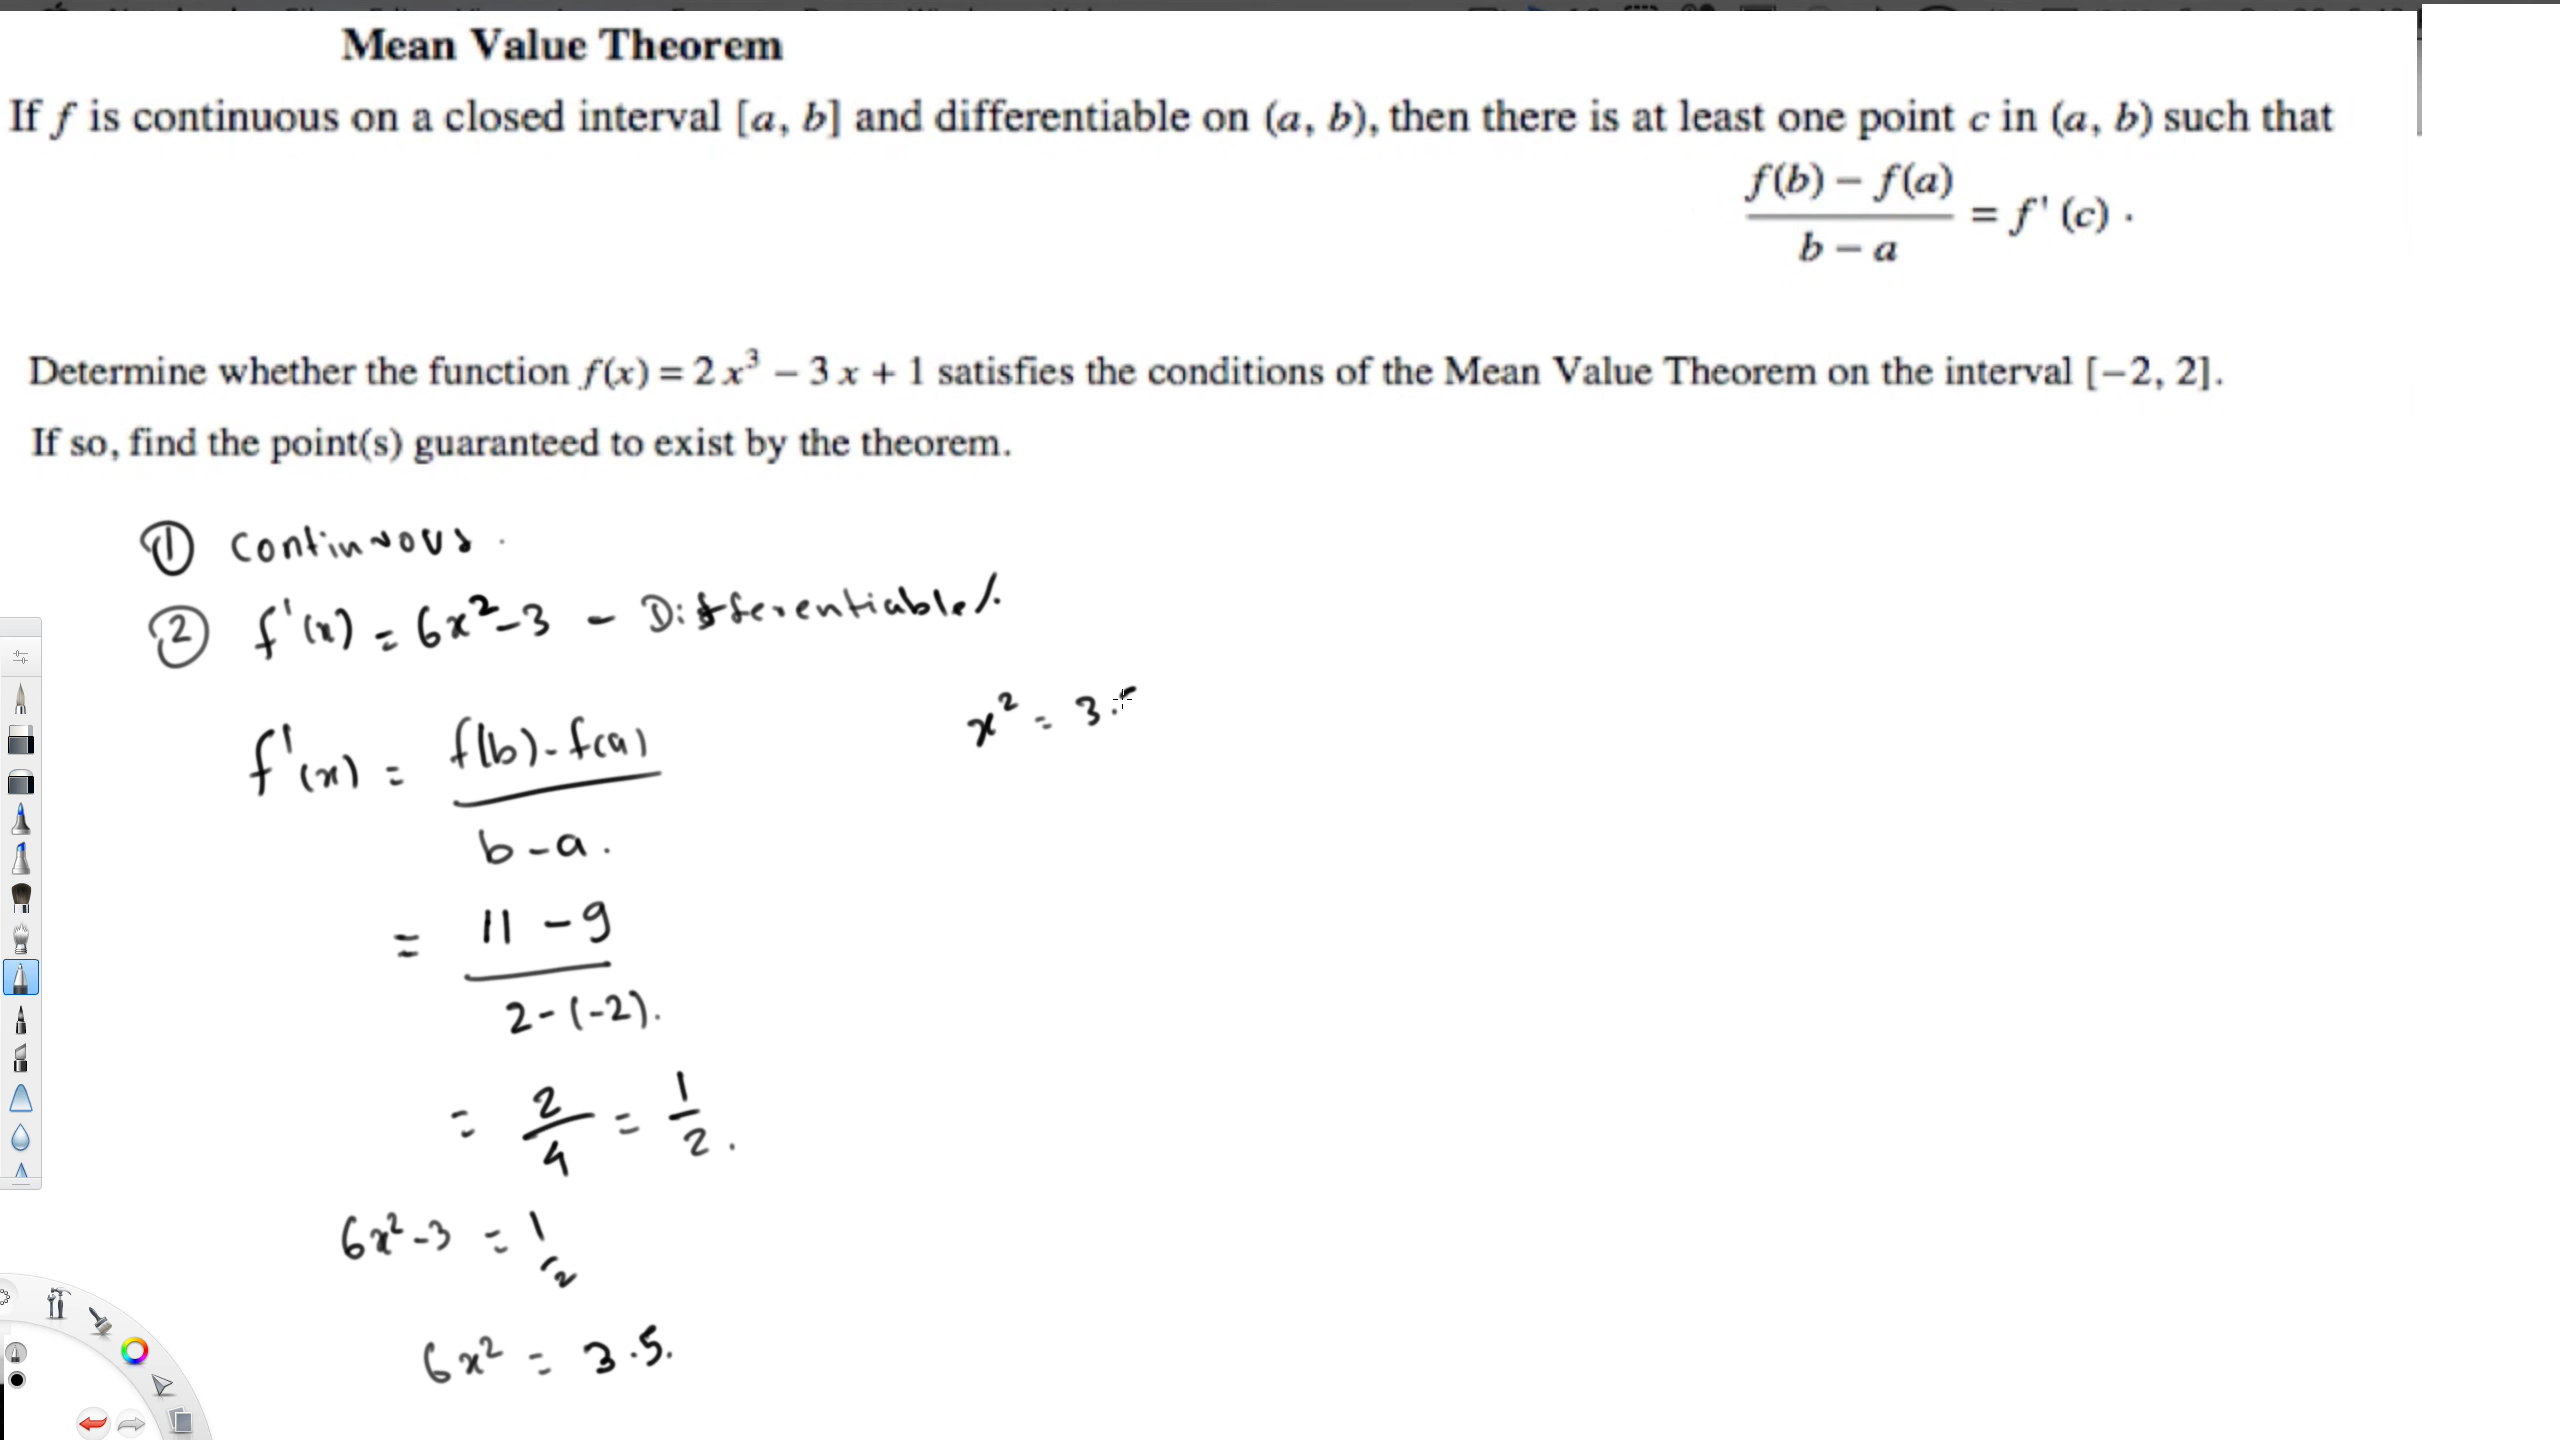 Mean Value Theorem
If f is continuous on a closed interval [a, b] and differentiable on (a, b), then there is at least one point c in (a, b) such that
f(b) − f(a)
= f' (c) .
b − a
Determine whether the function f(x) = 2 x³ − 3 x + 1 satisfies the conditions of the Mean Value Theorem on the interval [−2, 2].
If so, find the point(s) guaranteed to exist by the theorem.
① Continuous .
② f'(x) = 6x²-3 - Differentiable/.
x² = 3.
f'(x) = f(b)-f(a)
b-a.
= 11 - 9
2-(-2).
= 2/4 = 1/2 .
6x²-3 = 1/2
6x² = 3.5.